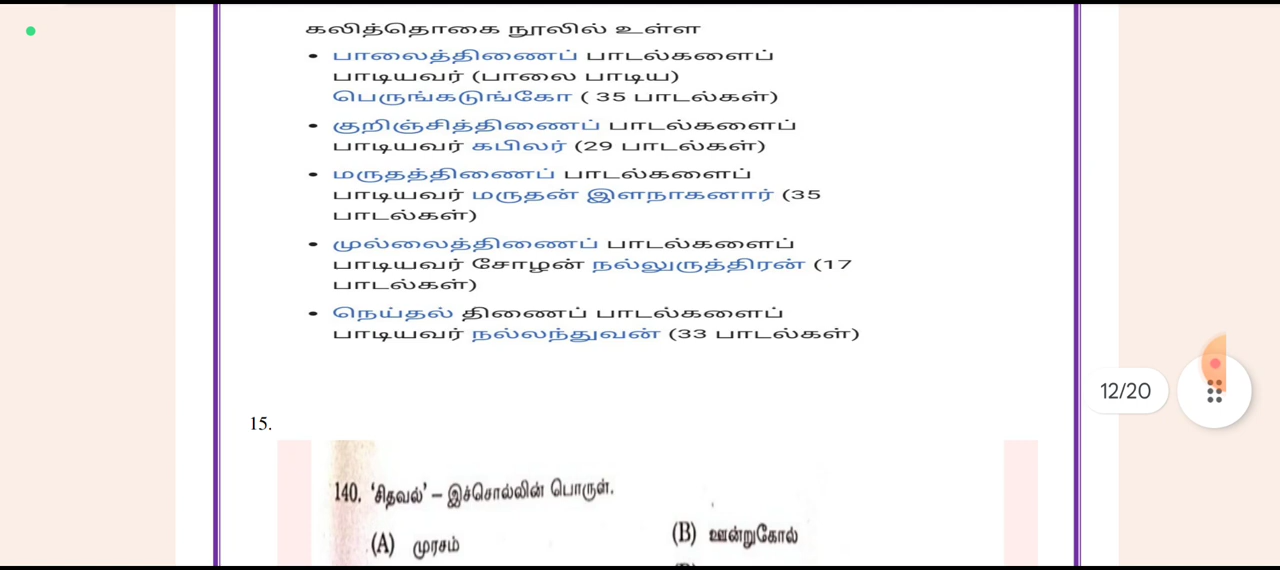 கலித்தொகை நூலில் உள்ள
• பாலைத்திணைப் பாடல்களைப்
பாடியவர் (பாலை பாடிய)
பெருங்கடுங்கோ ( 35 பாடல்கள்)
• குறிஞ்சித்திணைப் பாடல்களைப்
பாடியவர் கபிலர் (29 பாடல்கள்)
• மருதத்திணைப் பாடல்களைப்
பாடியவர் மருதன் இளநாகனார் (35
பாடல்கள்)
• முல்லைத்திணைப் பாடல்களைப்
பாடியவர் சோழன் நல்லுருத்திரன் (17
பாடல்கள்)
• நெய்தல் திணைப் பாடல்களைப்
பாடியவர் நல்லந்துவன் (33 பாடல்கள்)
12/20
15.
140. 'சிதவல்' – இச்சொல்லின் பொருள்.
(A) முரசம் (B) ஊன்றுகோல்